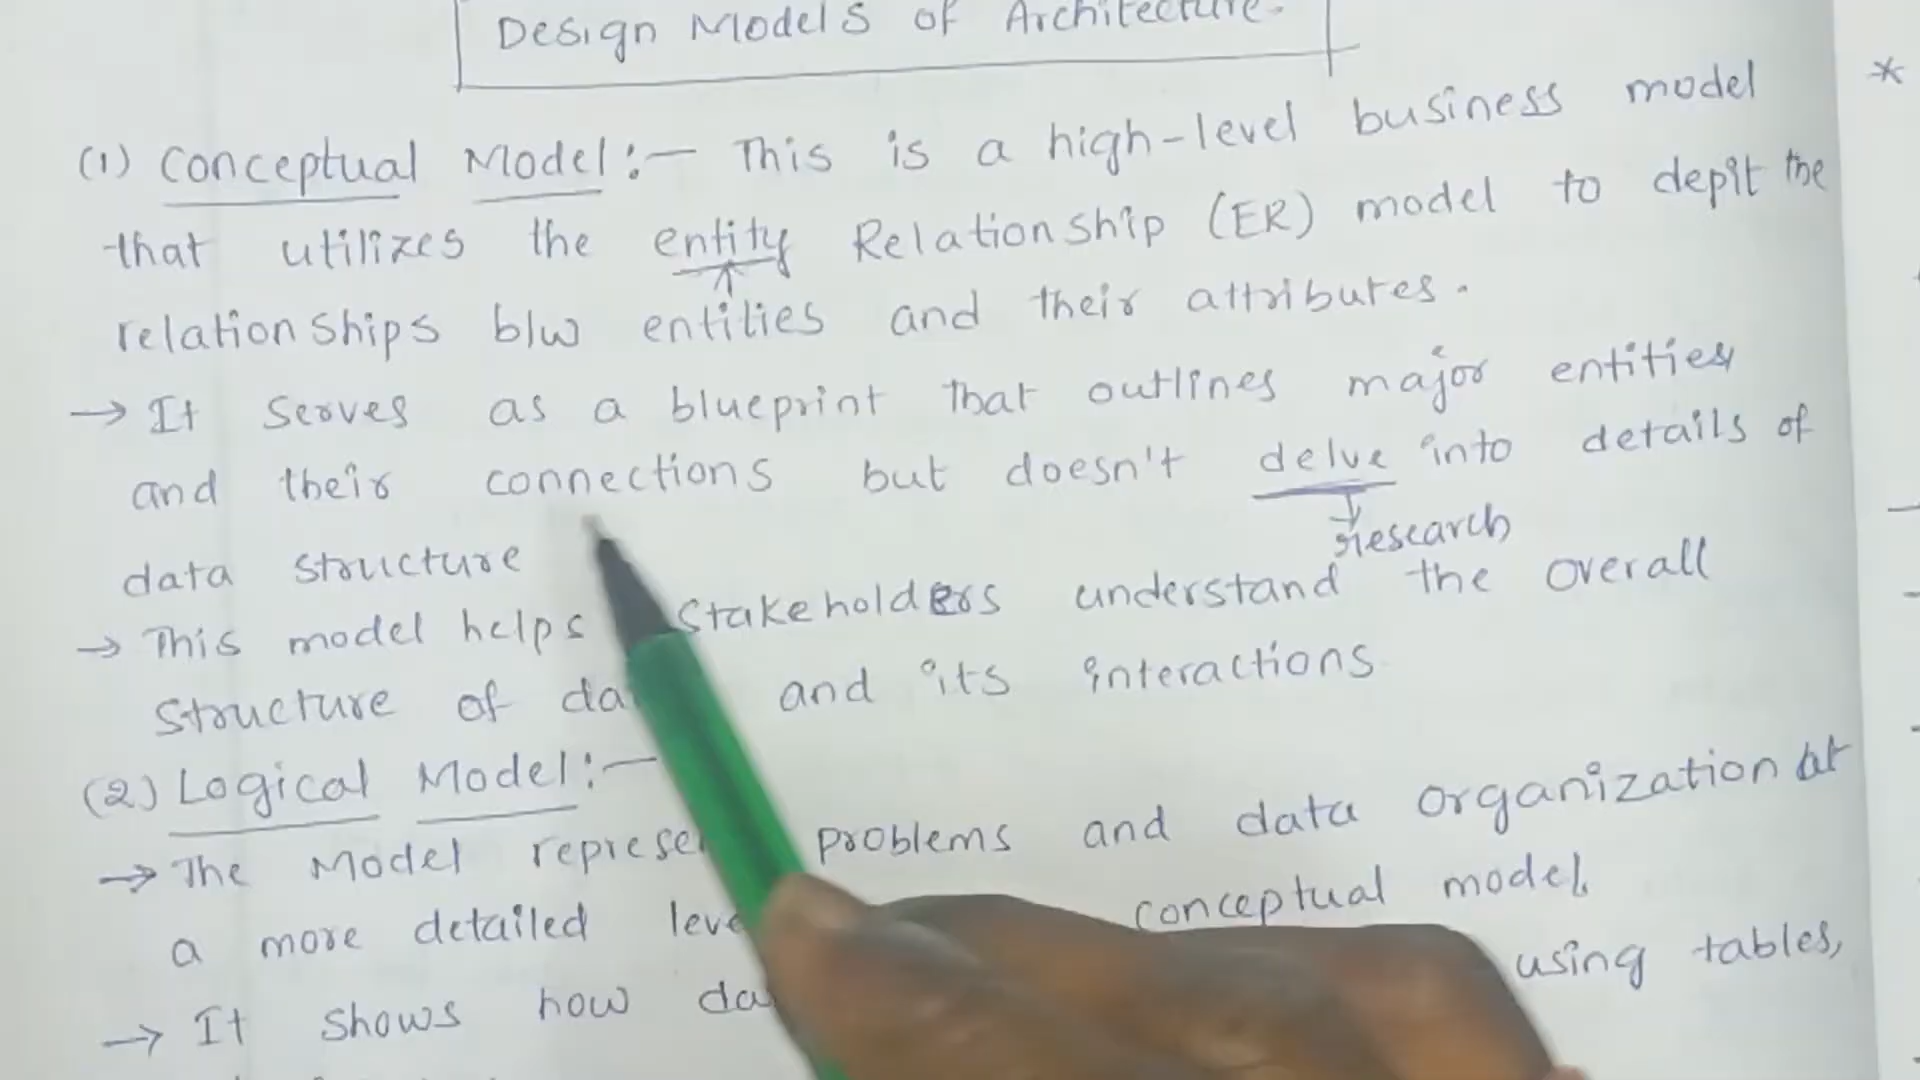 Design Models of Architecture.
(1) Conceptual Model :- This is a high-level business model
that utilizes the entity Relationship (ER) model to depit the
relationships b/w entities and their attributes.
→ It serves as a blueprint that outlines major entities
and their connections but doesn't delve into details of
research
data structure
→ This model helps stakeholders understand the overall
structure of and its interactions
(2) Logical Model :-
→ The Model problems and data organization at
a more detailed conceptual model.
→ It shows how using tables,
*